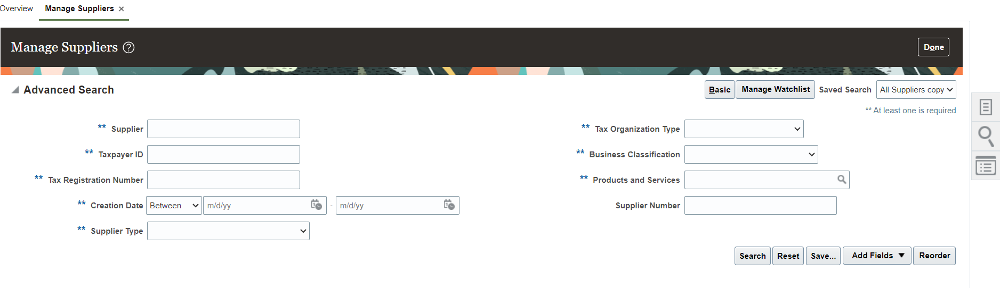 Overview Manage Suppliers ×
Manage Suppliers ? Done
Advanced Search Basic Manage Watchlist Saved Search All Suppliers copy
** At least one is required
** Supplier
** Taxpayer ID
** Tax Registration Number
** Creation Date Between m/d/yy - m/d/yy
** Supplier Type
** Tax Organization Type
** Business Classification
** Products and Services
Supplier Number
Search Reset Save... Add Fields ▼ Reorder